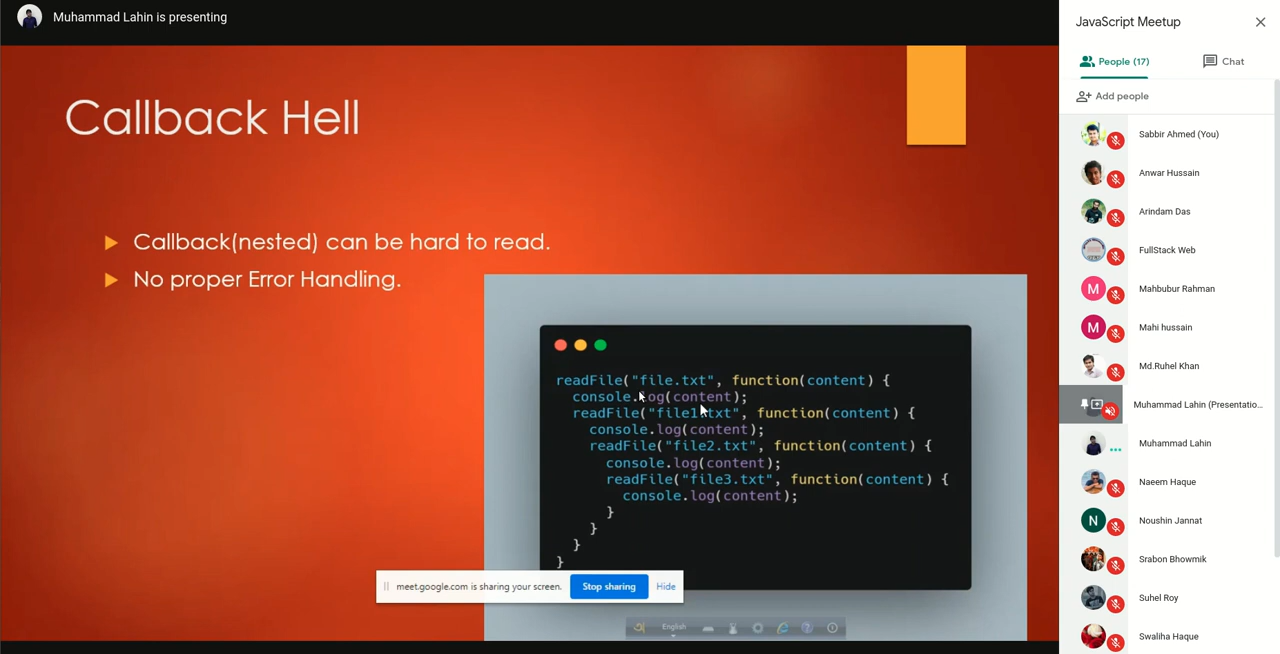 Muhammad Lahin is presenting
Callback Hell
Callback(nested) can be hard to read.
No proper Error Handling.
readFile("file.txt", function(content) {
console.log(content);
readFile("file1.txt", function(content) {
console.log(content);
readFile("file2.txt", function(content) {
console.log(content);
readFile("file3.txt", function(content) {
console.log(content);
}
}
}
}
meet.google.com is sharing your screen.
Stop sharing
Hide
English
JavaScript Meetup
People (17)
Chat
Add people
Sabbir Ahmed (You)
Anwar Hussain
Arindam Das
FullStack Web
M
Mahbubur Rahman
M
Mahi hussain
Md.Ruhel Khan
Muhammad Lahin (Presentatio...
Muhammad Lahin
Naeem Haque
N
Noushin Jannat
Srabon Bhowmik
Suhel Roy
Swaliha Haque